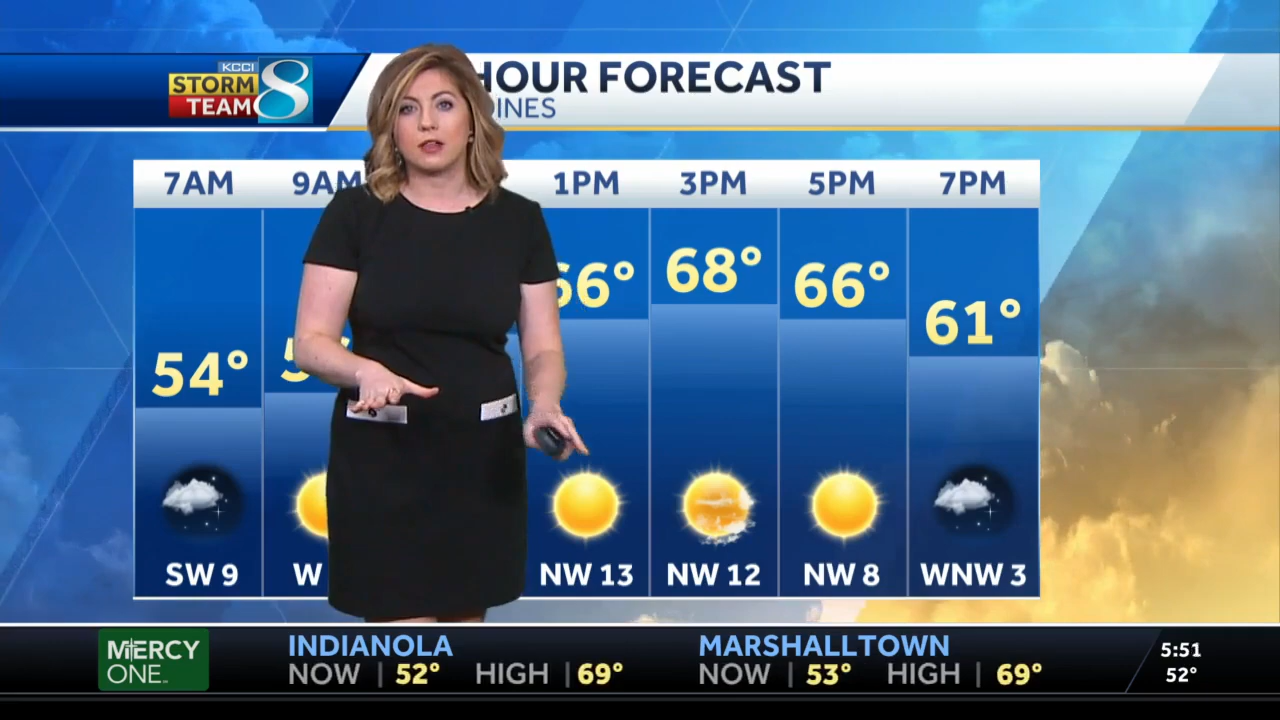 KCCI
STORM
TEAM 8
HOUR FORECAST
OINES
7AM 9AM 1PM 3PM 5PM 7PM
54° 66° 68° 66° 61°
SW 9 W NW 13 NW 12 NW 8 WNW 3
MERCY
ONE
INDIANOLA
NOW | 52° HIGH | 69°
MARSHALLTOWN
NOW | 53° HIGH | 69°
5:51
52°